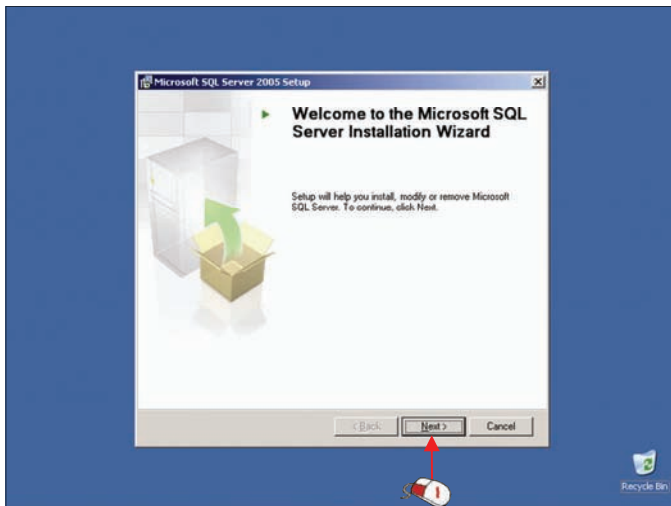 Microsoft SQL Server 2005 Setup
Welcome to the Microsoft SQL
Server Installation Wizard
Setup will help you install, modify or remove Microsoft
SQL Server. To continue, click Next.
< Back
Next >
Cancel
Recycle Bin